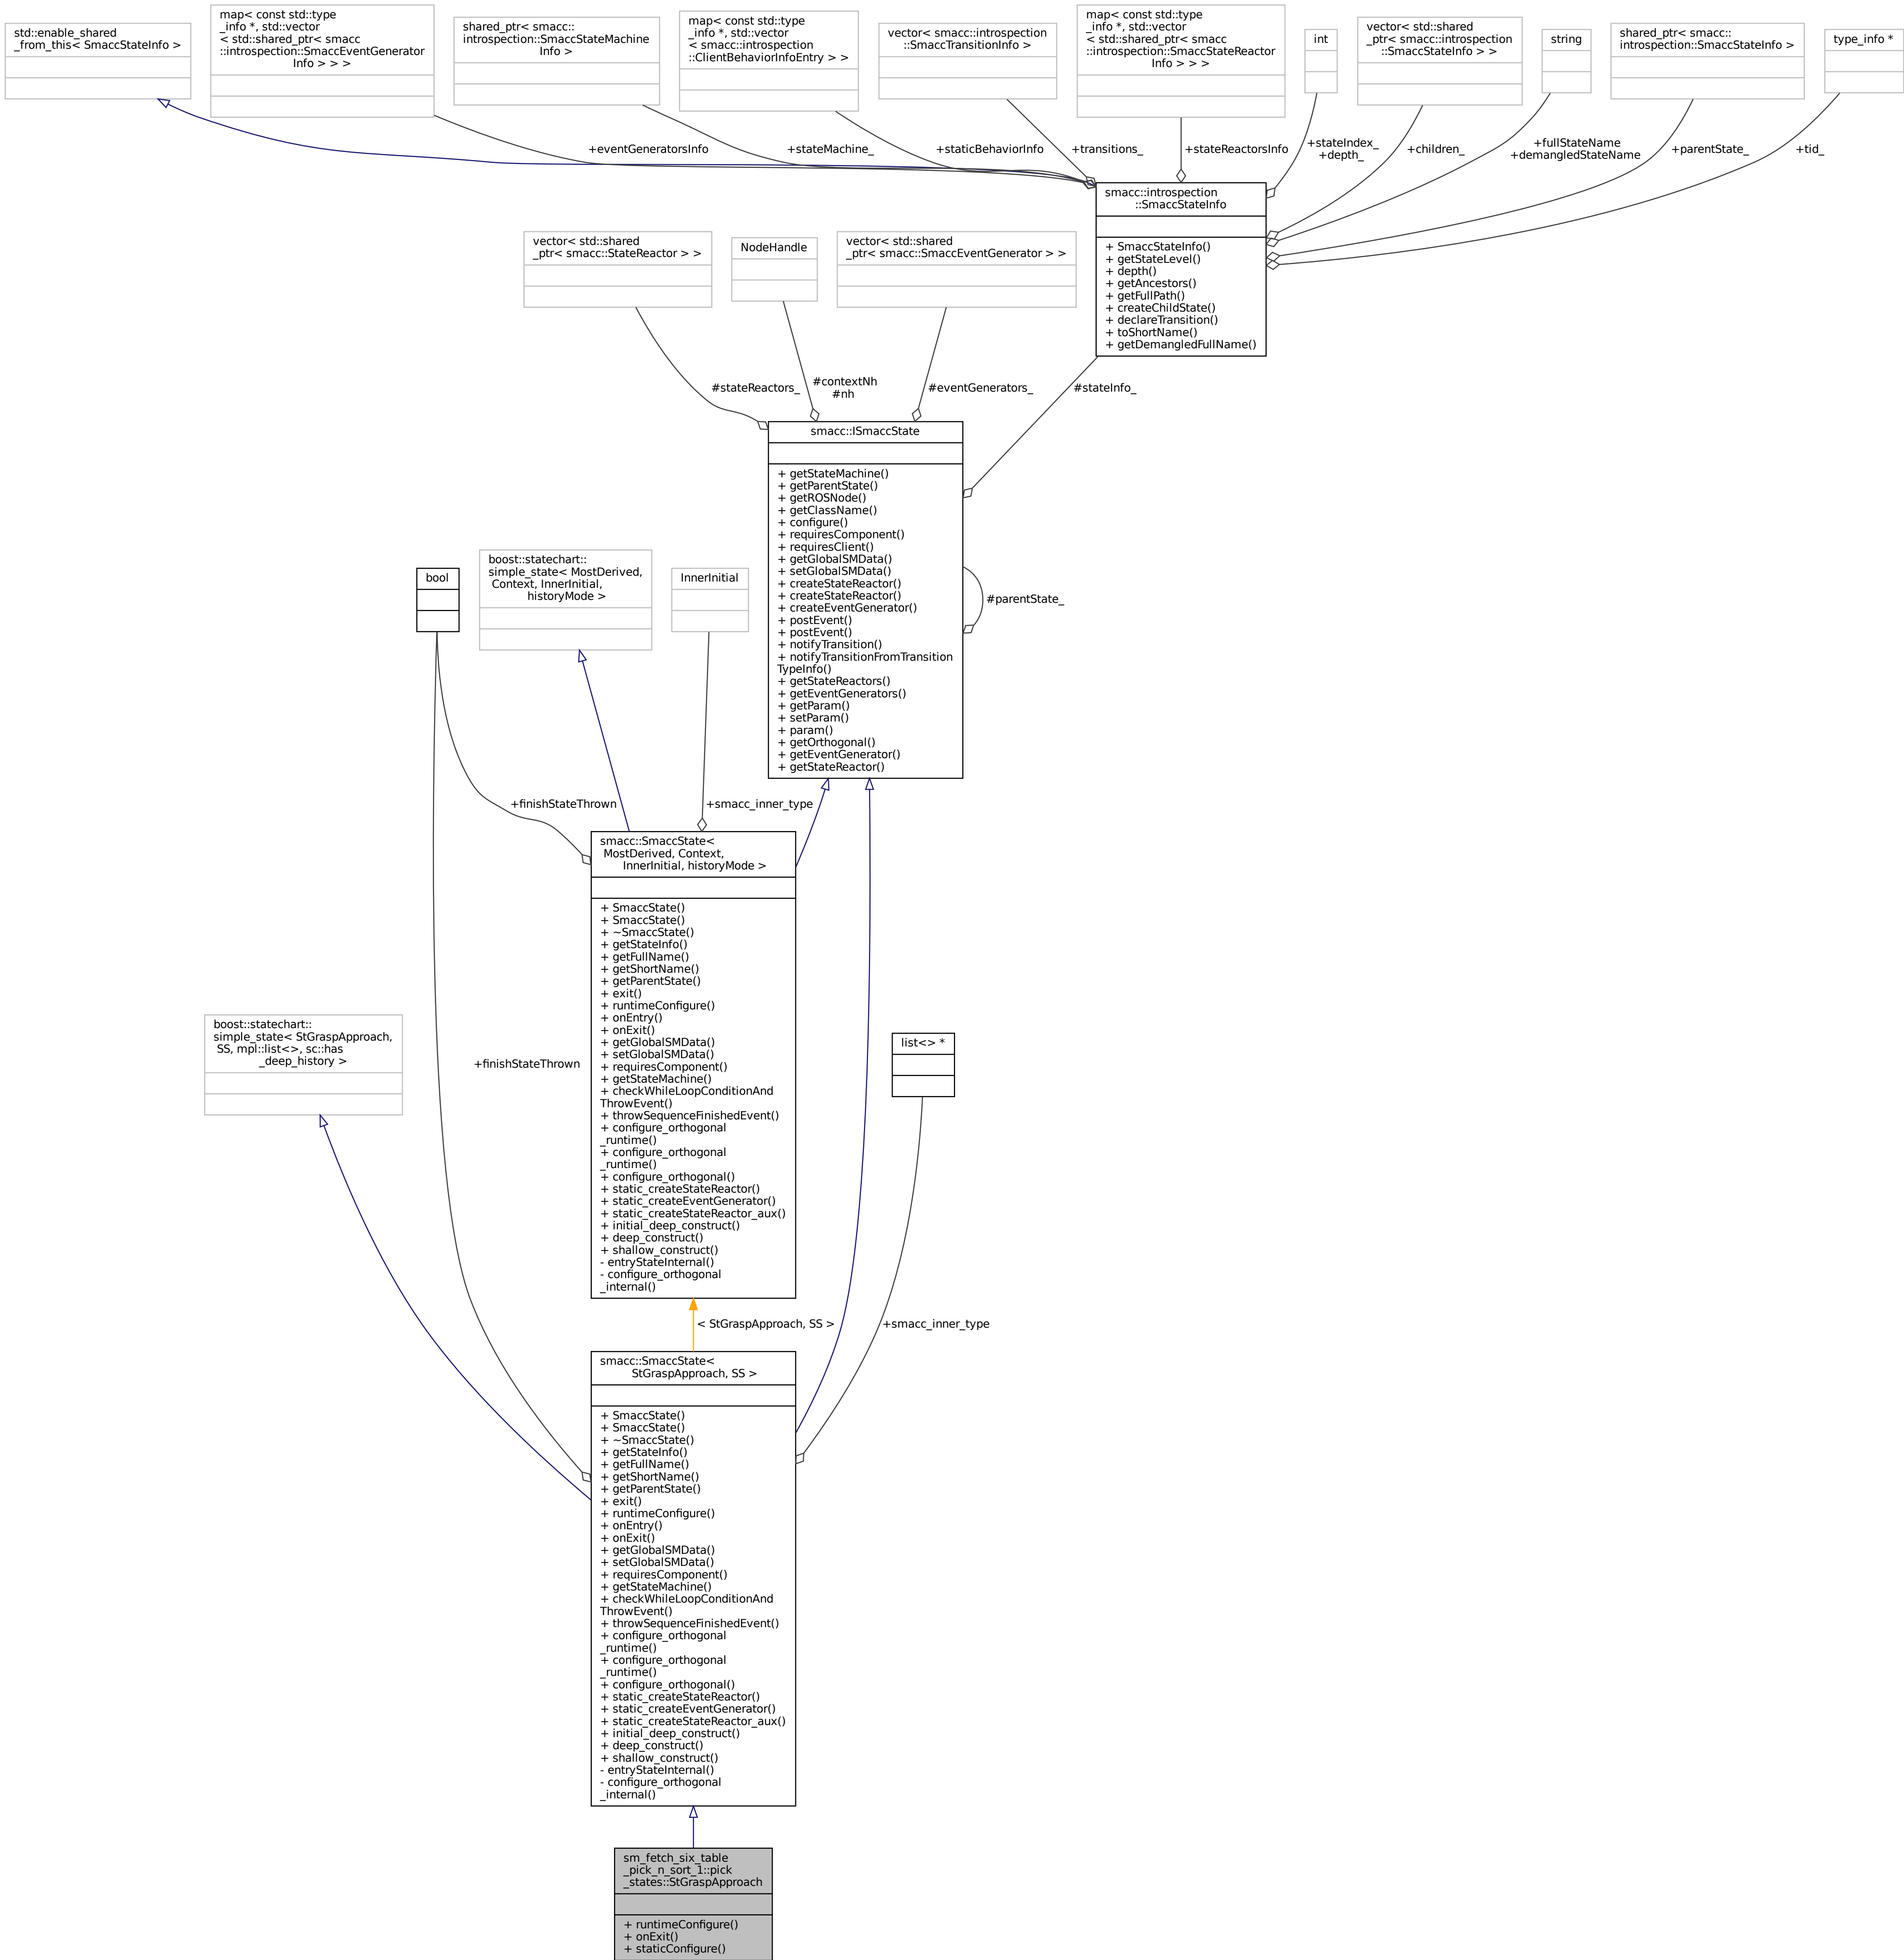 std::enable_shared
_from_this< SmaccStateInfo >
map< const std::type
_info *, std::vector
< std::shared_ptr< smacc
::introspection::SmaccEventGenerator
Info > > >
shared_ptr< smacc::
introspection::SmaccStateMachine
Info >
map< const std::type
_info *, std::vector
< smacc::introspection
::ClientBehaviorInfoEntry > >
vector< smacc::introspection
::SmaccTransitionInfo >
map< const std::type
_info *, std::vector
< std::shared_ptr< smacc
::introspection::SmaccStateReactor
Info > > >
int
vector< std::shared
_ptr< smacc::introspection
::SmaccStateInfo > >
string
shared_ptr< smacc::
introspection::SmaccStateInfo >
type_info *
+eventGeneratorsInfo
+stateMachine_
+staticBehaviorInfo
+transitions_
+stateReactorsInfo
+stateIndex_
+depth_
+children_
+fullStateName
+demangledStateName
+parentState_
+tid_
smacc::introspection
::SmaccStateInfo
+ SmaccStateInfo()
+ getStateLevel()
+ depth()
+ getAncestors()
+ getFullPath()
+ createChildState()
+ declareTransition()
+ toShortName()
+ getDemangledFullName()
vector< std::shared
_ptr< smacc::StateReactor > >
NodeHandle
vector< std::shared
_ptr< smacc::SmaccEventGenerator > >
#stateReactors_
#contextNh
#nh
#eventGenerators_
#stateInfo_
smacc::ISmaccState
+ getStateMachine()
+ getParentState()
+ getROSNode()
+ getClassName()
+ configure()
+ requiresComponent()
+ requiresClient()
+ getGlobalSMData()
+ setGlobalSMData()
+ createStateReactor()
+ createStateReactor()
+ createEventGenerator()
+ postEvent()
+ postEvent()
+ notifyTransition()
+ notifyTransitionFromTransition
TypeInfo()
+ getStateReactors()
+ getEventGenerators()
+ getParam()
+ setParam()
+ param()
+ getOrthogonal()
+ getEventGenerator()
+ getStateReactor()
#parentState_
bool
boost::statechart::
simple_state< MostDerived,
Context, InnerInitial,
historyMode >
InnerInitial
+finishStateThrown
+smacc_inner_type
smacc::SmaccState<
MostDerived, Context,
InnerInitial, historyMode >
+ SmaccState()
+ SmaccState()
+ ~SmaccState()
+ getStateInfo()
+ getFullName()
+ getShortName()
+ getParentState()
+ exit()
+ runtimeConfigure()
+ onEntry()
+ onExit()
+ getGlobalSMData()
+ setGlobalSMData()
+ requiresComponent()
+ getStateMachine()
+ checkWhileLoopConditionAnd
ThrowEvent()
+ throwSequenceFinishedEvent()
+ configure_orthogonal
_runtime()
+ configure_orthogonal
_runtime()
+ configure_orthogonal()
+ static_createStateReactor()
+ static_createEventGenerator()
+ static_createStateReactor_aux()
+ initial_deep_construct()
+ deep_construct()
+ shallow_construct()
- entryStateInternal()
- configure_orthogonal
_internal()
boost::statechart::
simple_state< StGraspApproach,
SS, mpl::list<>, sc::has
_deep_history >
+finishStateThrown
list<> *
< StGraspApproach, SS >
+smacc_inner_type
smacc::SmaccState<
StGraspApproach, SS >
+ SmaccState()
+ SmaccState()
+ ~SmaccState()
+ getStateInfo()
+ getFullName()
+ getShortName()
+ getParentState()
+ exit()
+ runtimeConfigure()
+ onEntry()
+ onExit()
+ getGlobalSMData()
+ setGlobalSMData()
+ requiresComponent()
+ getStateMachine()
+ checkWhileLoopConditionAnd
ThrowEvent()
+ throwSequenceFinishedEvent()
+ configure_orthogonal
_runtime()
+ configure_orthogonal
_runtime()
+ configure_orthogonal()
+ static_createStateReactor()
+ static_createEventGenerator()
+ static_createStateReactor_aux()
+ initial_deep_construct()
+ deep_construct()
+ shallow_construct()
- entryStateInternal()
- configure_orthogonal
_internal()
sm_fetch_six_table
_pick_n_sort_1::pick
_states::StGraspApproach
+ runtimeConfigure()
+ onExit()
+ staticConfigure()